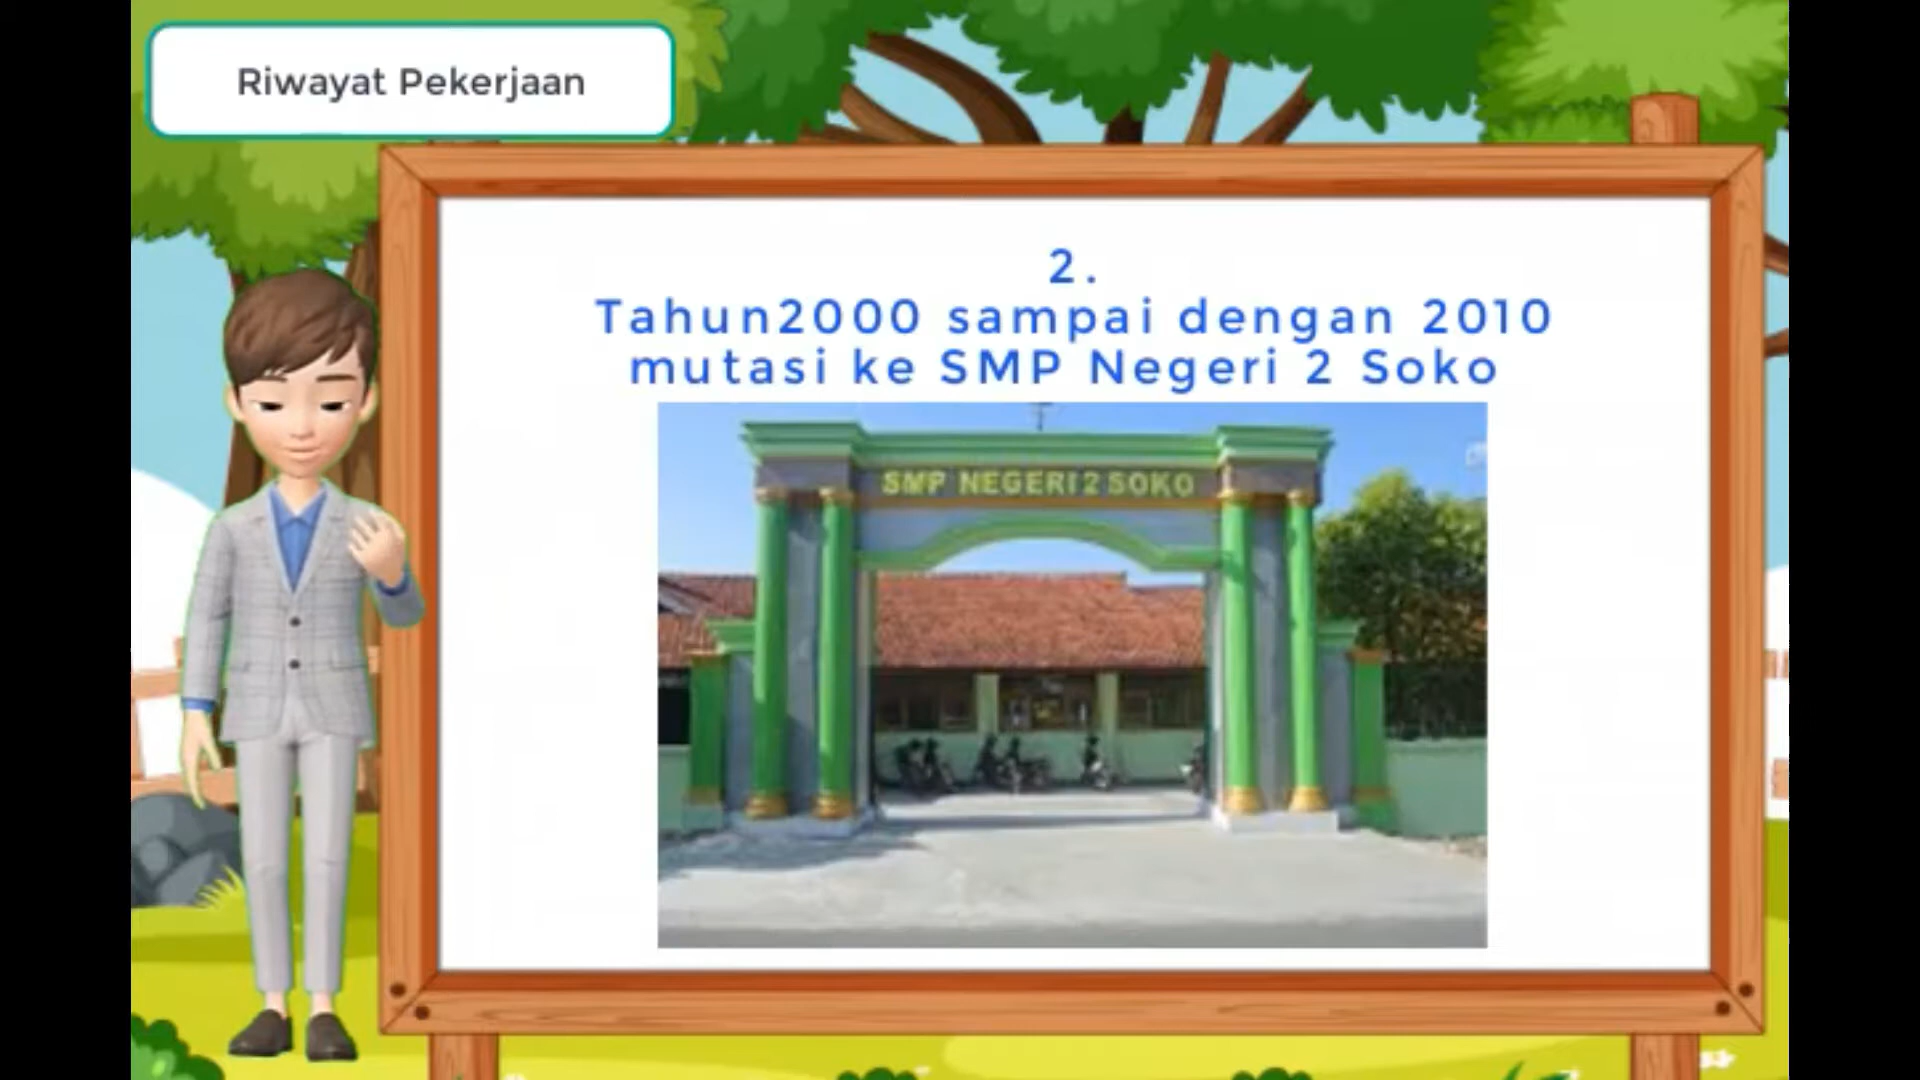 Riwayat Pekerjaan
2.
Tahun2000 sampai dengan 2010
mutasi ke SMP Negeri 2 Soko
SMP NEGERI 2 SOKO